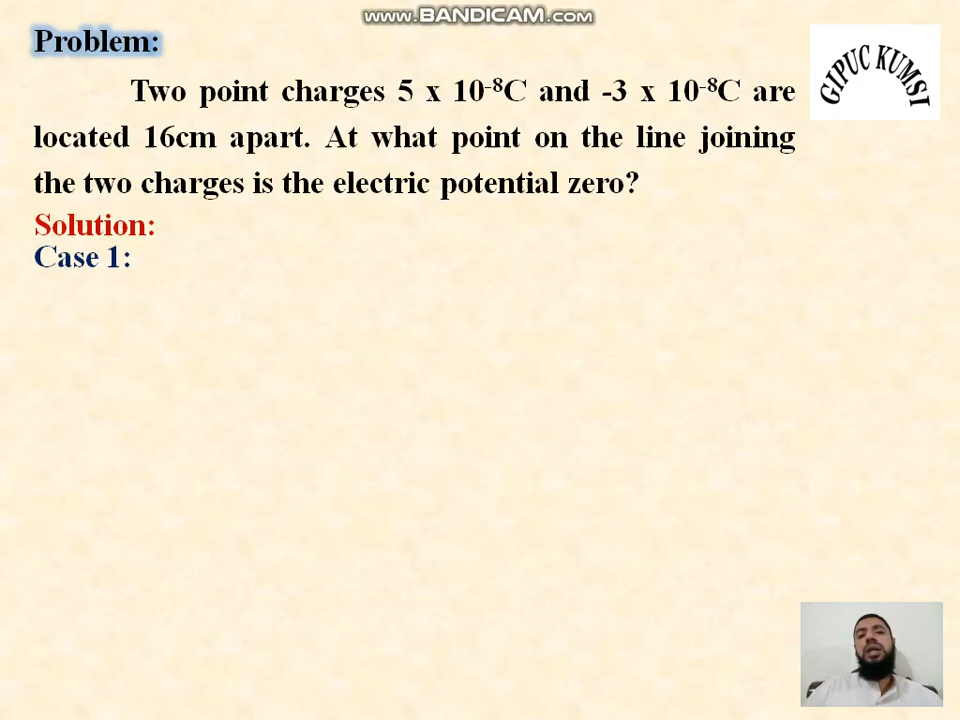 www.BANDICAM.com
Problem:
GIPUC KUMSI
Two point charges 5 x 10⁻⁸C and -3 x 10⁻⁸C are
located 16cm apart. At what point on the line joining
the two charges is the electric potential zero?
Solution:
Case 1: